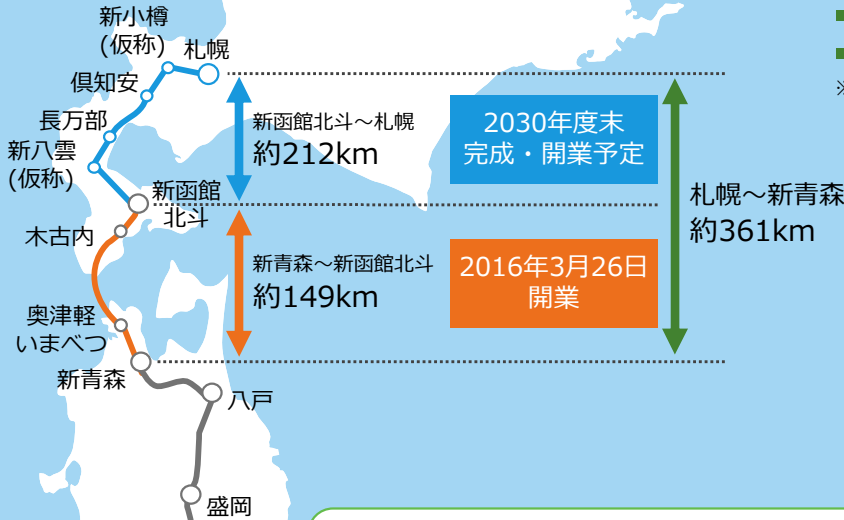 新小樽
(仮称)
札幌
倶知安
長万部
新八雲
(仮称)
新函館
北斗
木古内
奥津軽
いまべつ
新青森
八戸
盛岡
新函館北斗~札幌
約212km
2030年度末
完成・開業予定
新青森~新函館北斗
約149km
2016年3月26日
開業
札幌~新青森
約361km
※